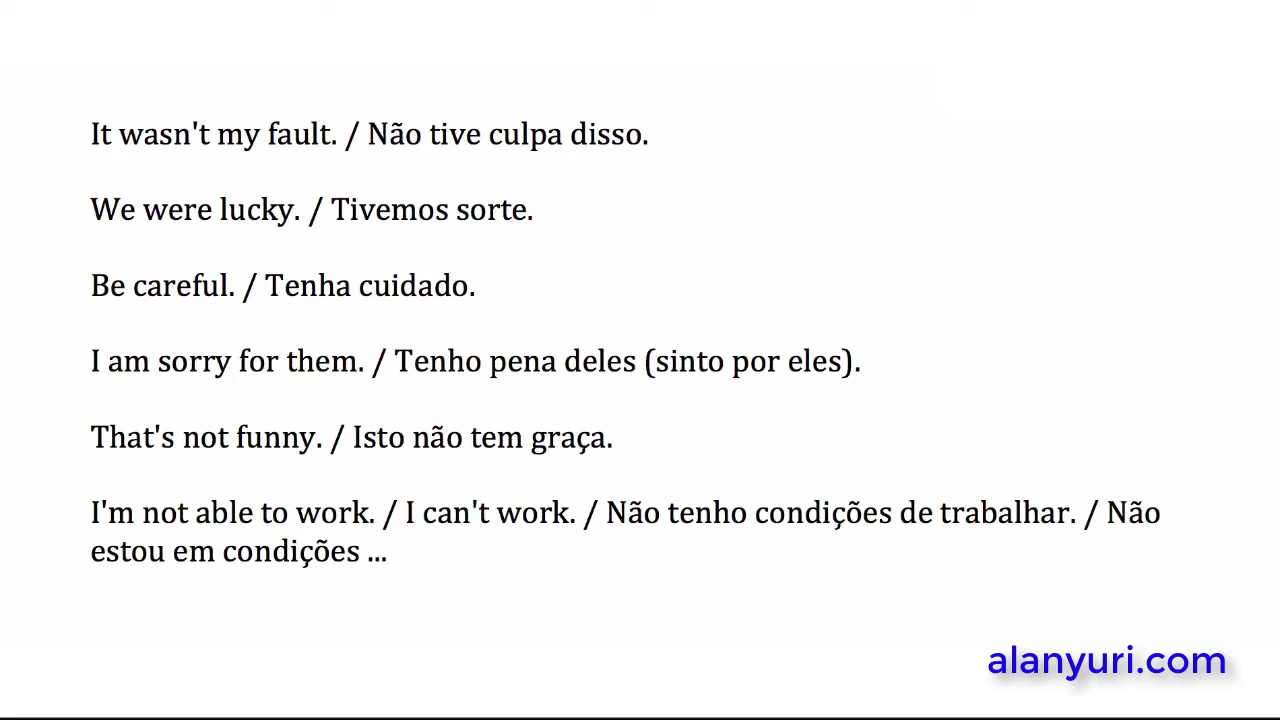 It wasn't my fault. / Não tive culpa disso.
We were lucky. / Tivemos sorte.
Be careful. / Tenha cuidado.
I am sorry for them. / Tenho pena deles (sinto por eles).
That's not funny. / Isto não tem graça.
I'm not able to work. / I can't work. / Não tenho condições de trabalhar. / Não
estou em condições ...
alanyuri.com